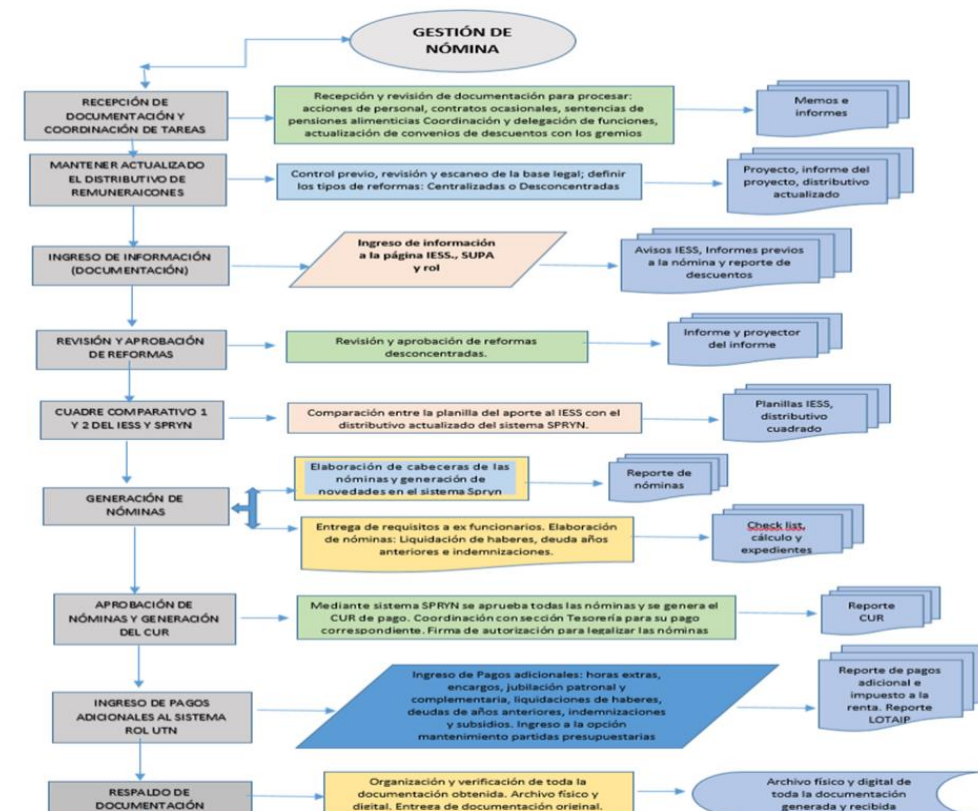 GESTIÓN DE
NÓMINA
RECEPCIÓN DE
DOCUMENTACIÓN Y
COORDINACIÓN DE TAREAS
Recepción y revisión de documentación para procesar:
acciones de personal, contratos ocasionales, sentencias de
pensiones alimenticias Coordinación y delegación de funciones,
actualización de convenios de descuentos con los gremios
Memos e
informes
MANTENER ACTUALIZADO
EL DISTRIBUTIVO DE
REMUNERAICONES
Control previo, revisión y escaneo de la base legal; definir
los tipos de reformas: Centralizadas o Desconcentradas
Proyecto, informe del
proyecto, distributivo
actualizado
INGRESO DE INFORMACIÓN
(DOCUMENTACIÓN)
Ingreso de información
a la página IESS., SUPA
y rol
Avisos IESS, Informes previos
a la nómina y reporte de
descuentos
REVISIÓN Y APROBACIÓN
DE REFORMAS
Revisión y aprobación de reformas
desconcentradas.
Informe y proyector
del informe
CUADRE COMPARATIVO 1
Y 2 DEL IESS Y SPRYN
Comparación entre la planilla del aporte al IESS con el
distributivo actualizado del sistema SPRYN.
Planillas IESS,
distributivo
cuadrado
GENERACIÓN DE
NÓMINAS
Elaboración de cabeceras de las
nóminas y generación de
novedades en el sistema Spryn
Reporte de
nóminas
Entrega de requisitos a ex funcionarios. Elaboración
de nóminas: Liquidación de haberes, deuda años
anteriores e indemnizaciones.
Check list,
cálculo y
expedientes
APROBACIÓN DE
NÓMINAS Y GENERACIÓN
DEL CUR
Mediante sistema SPRYN se aprueba todas las nóminas y se genera el
CUR de pago. Coordinación con sección Tesorería para su pago
correspondiente. Firma de autorización para legalizar las nóminas
Reporte
CUR
INGRESO DE PAGOS
ADICIONALES AL SISTEMA
ROL UTN
Ingreso de Pagos adicionales: horas extras,
encargos, jubilación patronal y
complementaria, liquidaciones de haberes,
deudas de años anteriores, indemnizaciones
y subsidios. Ingreso a la opción
mantenimiento partidas presupuestarias
Reporte de pagos
adicional e
impuesto a la
renta. Reporte
LOTAIP
RESPALDO DE
DOCUMENTACIÓN
Organización y verificación de toda la
documentación obtenida. Archivo físico y
digital. Entrega de documentación original.
Archivo físico y digital de
toda la documentación
generada y recibida